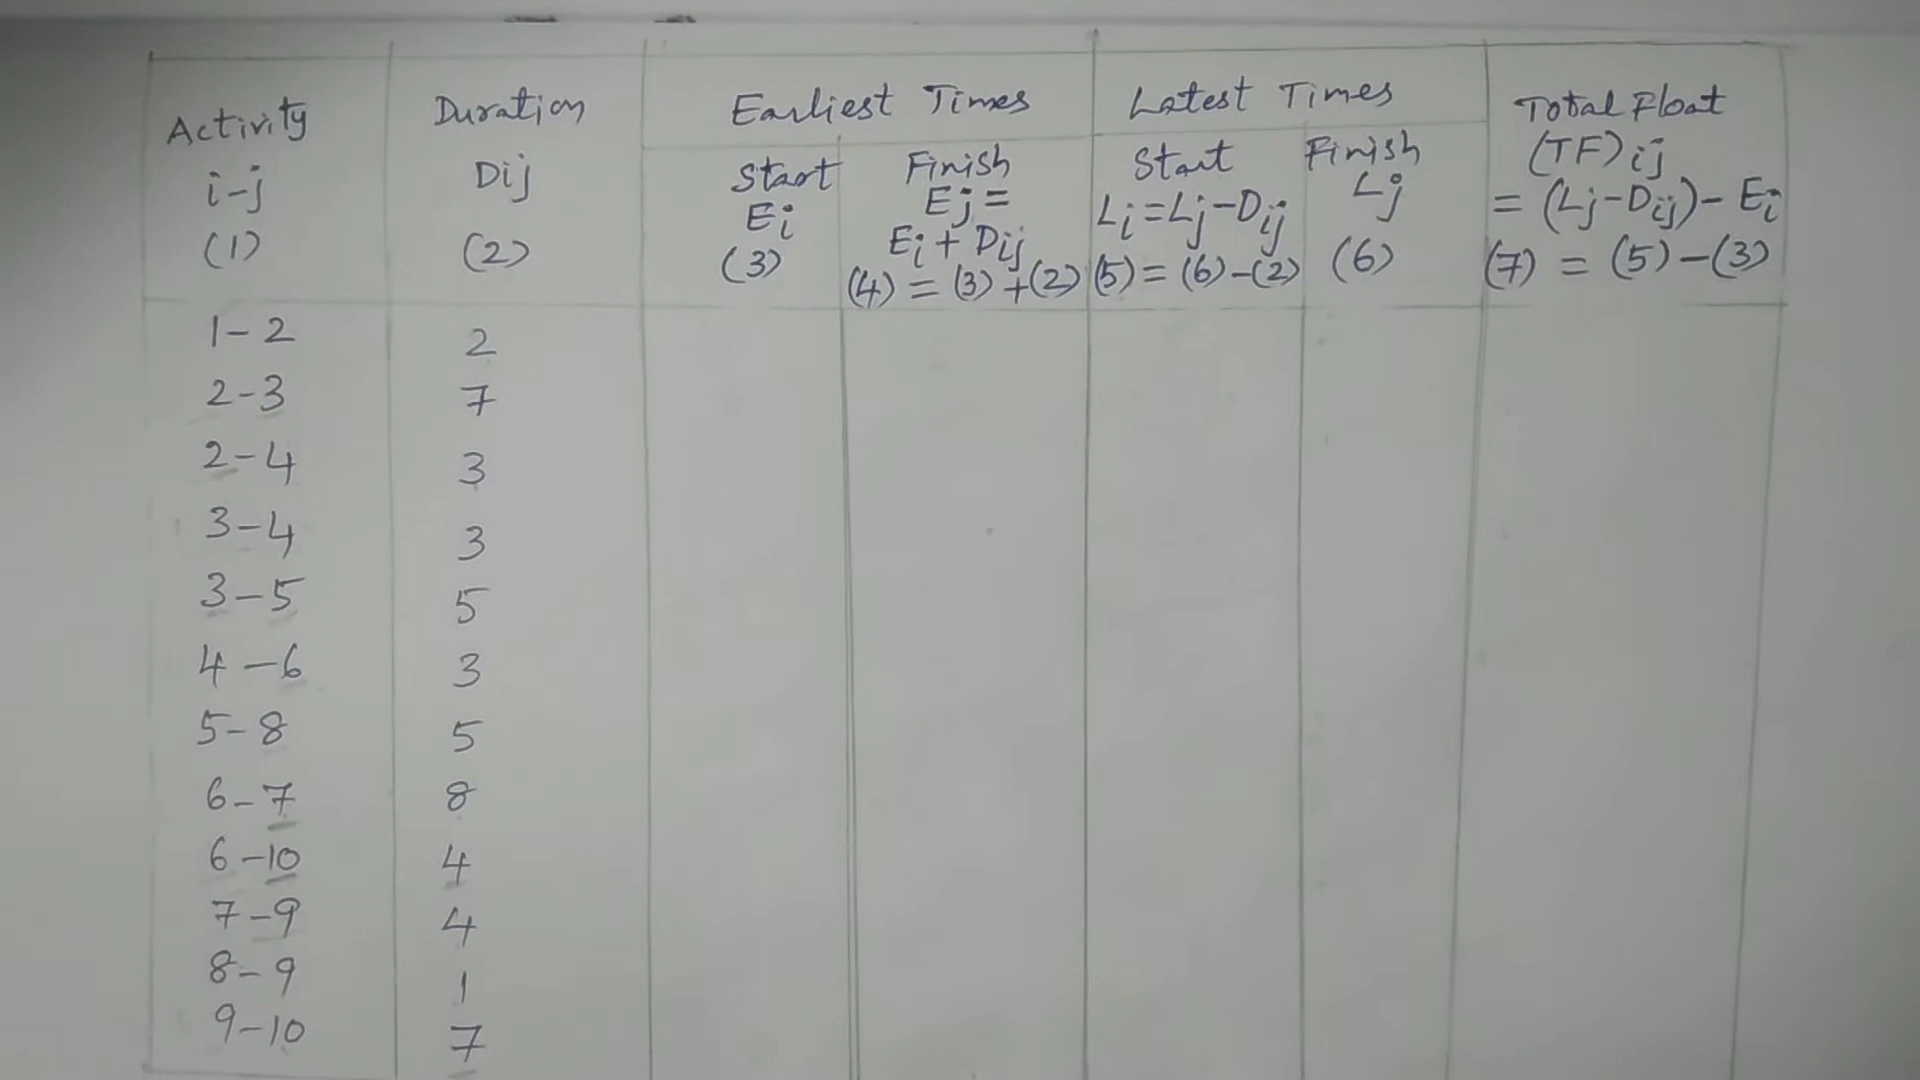 Activity Duration Earliest Times Latest Times Total Float
i-j Dij Start Finish Start Finish (TF)ij
Ei Ej = Li=Lj-Dij Lj = (Lj-Dij)- Ei
Ei + Dij
(1) (2) (3) (4) = (3) +(2) (5)= (6)-(2) (6) (7) = (5)-(3)
1-2 2
2-3 7
2-4 3
3-4 3
3-5 5
4-6 3
5-8 5
6-7 8
6-10 4
7-9 4
8-9 1
9-10 7